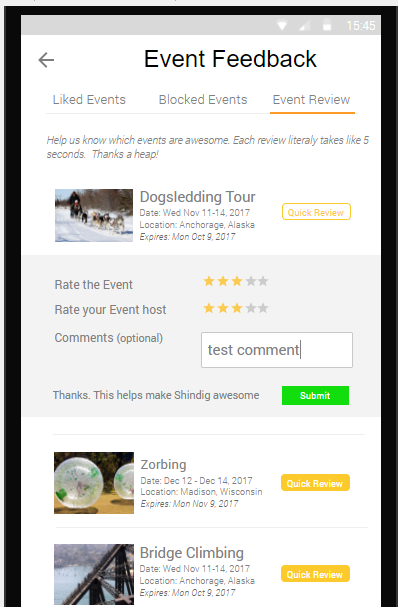 15:45
Event Feedback
Liked Events Blocked Events Event Review
Help us know which events are awesome. Each review literaly takes like 5
seconds. Thanks a heap!
Dogsledding Tour
Date: Wed Nov 11-14, 2017
Location: Anchorage, Alaska
Expires: Mon Oct 9, 2017
Quick Review
Rate the Event
Rate your Event host
Comments (optional)
test comment
Thanks. This helps make Shindig awesome
Submit
Zorbing
Date: Dec 12 - Dec 14, 2017
Location: Madison, Wisconsin
Expires: Mon Nov 9, 2017
Quick Review
Bridge Climbing
Date: Wed Nov 11-14, 2017
Location: Anchorage, Alaska
Expires: Mon Oct 9, 2017
Quick Review